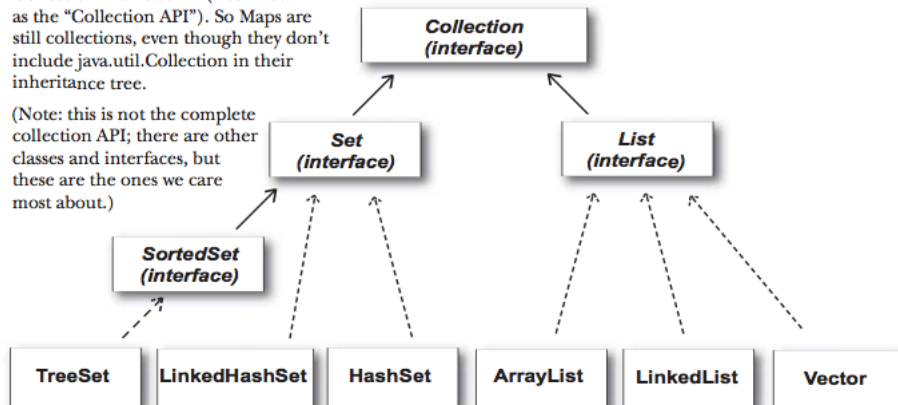 as the “Collection API”). So Maps are
still collections, even though they don’t
include java.util.Collection in their
inheritance tree.
(Note: this is not the complete
collection API; there are other
classes and interfaces, but
these are the ones we care
most about.)
Collection
(interface)
Set
(interface)
List
(interface)
SortedSet
(interface)
TreeSet
LinkedHashSet
HashSet
ArrayList
LinkedList
Vector